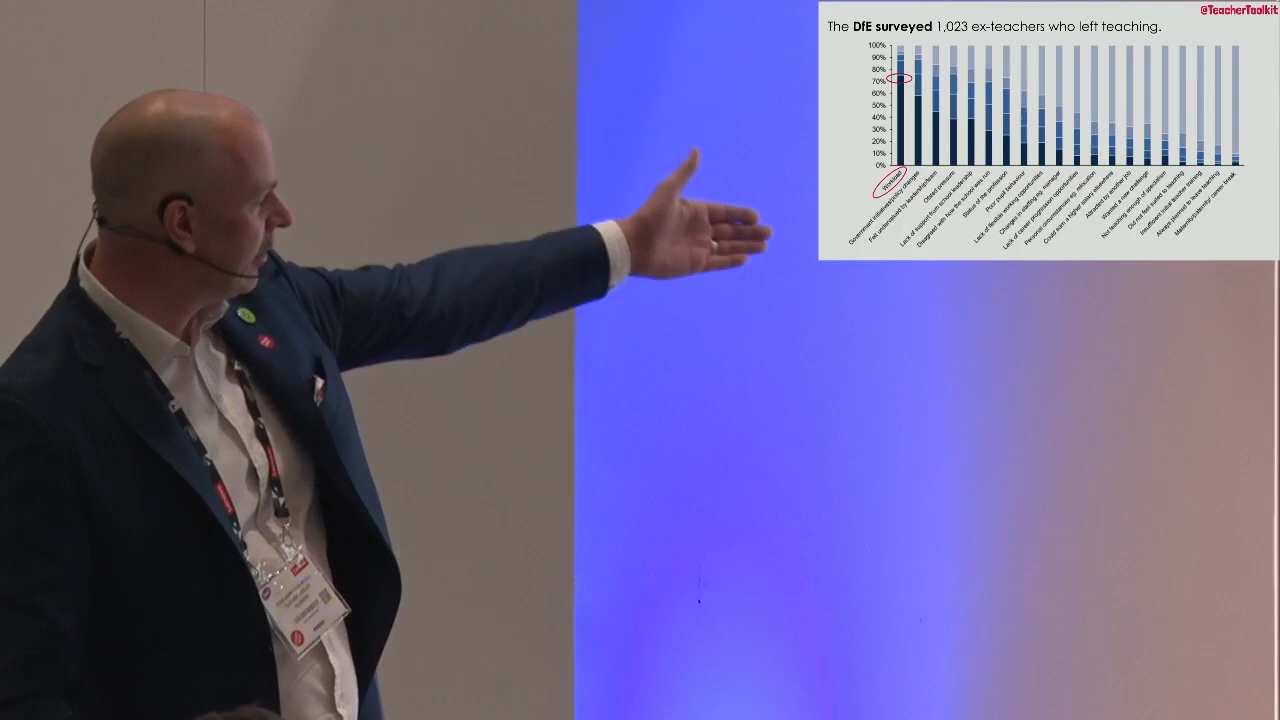 @TeacherToolkit
The DfE surveyed 1,023 ex-teachers who left teaching.
100%
90%
80%
70%
60%
50%
40%
30%
20%
10%
0%
Workload
Government initiatives/policy changes
Felt undervalued by leaders/ssteam
Ofsted pressure
Lack of support from school leadership
Disagreed with how the school was run
Status of the profession
Poor pupil behaviour
Lack of flexible working opportunities
Changes in setting eg. manager
Lack of career progression opportunities
Personal circumstances eg. retired
Could earn a higher salary elsewhere
Attracted by another job
Wanted a new challenge
Not teaching enough of specialism
Did not feel suited to teaching
Insufficient initial teacher training
Always planned to leave teaching
Maternity/paternity/ career break